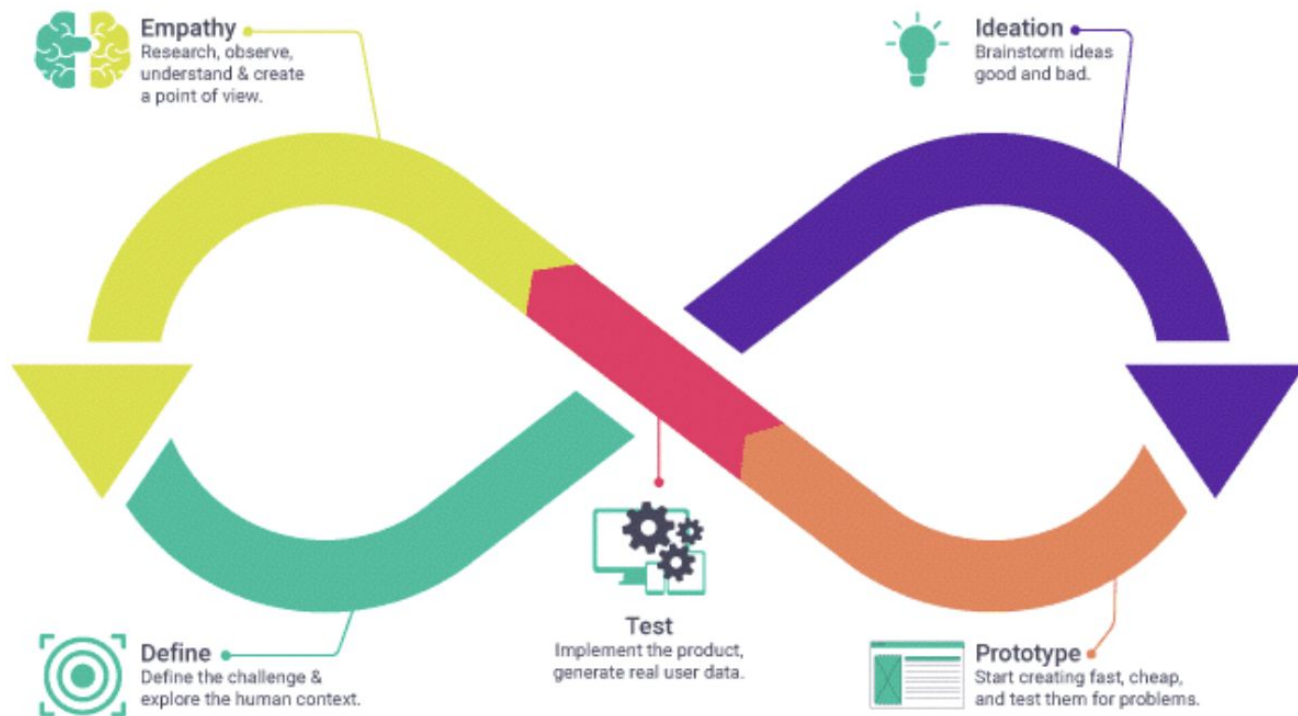 Empathy
Research, observe,
understand & create
a point of view.
Ideation
Brainstorm ideas
good and bad.
Define
Define the challenge &
explore the human context.
Test
Implement the product,
generate real user data.
Prototype
Start creating fast, cheap,
and test them for problems.